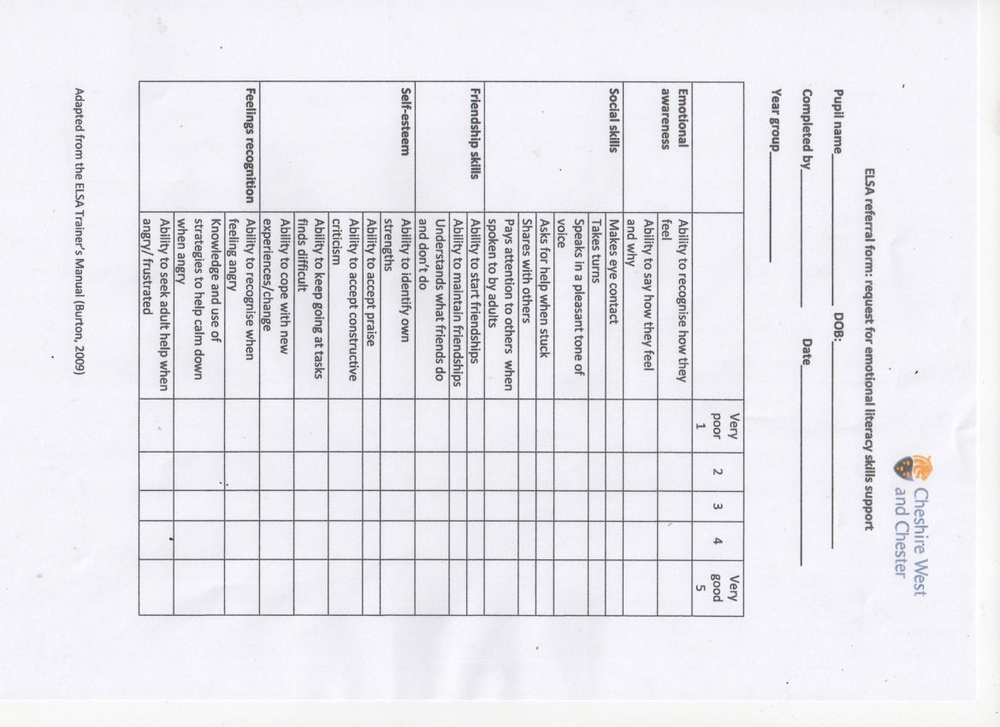 Cheshire West
and Chester
ELSA referral form: request for emotional literacy skills support
Pupil name DOB:
Completed by Date
Year group
Very
poor
1
2
3
4
Very
good
5
Emotional
awareness
Ability to recognise how they
feel
Ability to say how they feel
and why
Social skills
Makes eye contact
Takes turns
Speaks in a pleasant tone of
voice
Asks for help when stuck
Shares with others
Pays attention to others when
spoken to by adults
Friendship skills
Ability to start friendships
Ability to maintain friendships
Understands what friends do
and don't do
Self-esteem
Ability to identify own
strengths
Ability to accept praise
Ability to accept constructive
criticism
Ability to keep going at tasks
finds difficult
Ability to cope with new
experiences/change
Feelings recognition
Ability to recognise when
feeling angry
Knowledge and use of
strategies to help calm down
when angry
Ability to seek adult help when
angry/ frustrated
Adapted from the ELSA Trainer's Manual (Burton, 2009)